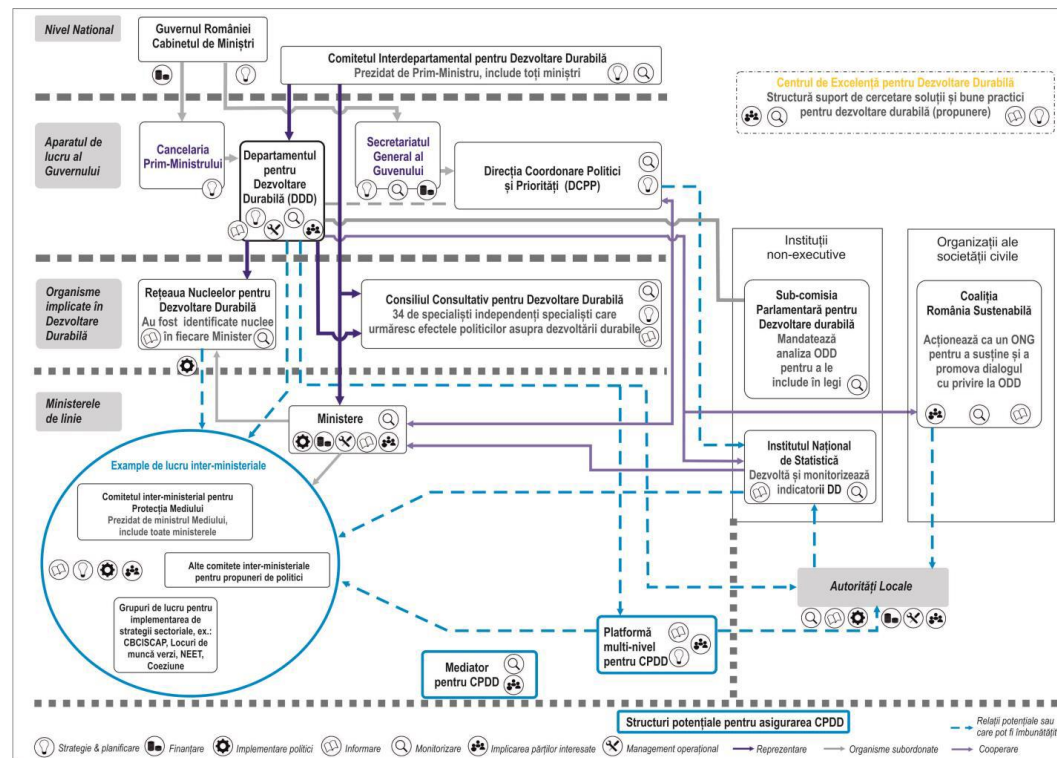 Nivel National
Guvernul României
Cabinetul de Miniștri
Comitetul Interdepartamental pentru Dezvoltare Durabilă
Prezidat de Prim-Ministru, include toți miniștri
Centrul de Excelență pentru Dezvoltare Durabilă
Structură suport de cercetare soluții și bune practici
pentru dezvoltare durabilă (propunere)
Aparatul de
lucru al
Guvernului
Cancelaria
Prim-Ministrului
Departamentul
pentru
Dezvoltare
Durabilă (DDD)
Secretariatul
General al
Guvenului
Direcția Coordonare Politici
și Priorități (DCPP)
Instituții
non-executive
Organizații ale
societății civile
Organisme
implicate în
Dezvoltare
Durabilă
Rețeaua Nucleelor pentru
Dezvoltare Durabilă
Au fost identificate nuclee
în fiecare Minister
Consiliul Consultativ pentru Dezvoltare Durabilă
34 de specialiști independenți specialiști care
urmăresc efectele politicilor asupra dezvoltării durabile
Sub-comisia
Parlamentară pentru
Dezvoltare durabilă
Mandatează
analiza ODD
pentru a le
include în legi
Coaliția
România Sustenabilă
Acționează ca un ONG
pentru a susține și a
promova dialogul
cu privire la ODD
Ministerele
de linie
Ministere
Institutul Național
de Statistică
Dezvoltă și monitorizează
indicatorii DD
Example de lucru inter-ministeriale
Comitetul inter-ministerial pentru
Protecția Mediului
Prezidat de ministrul Mediului,
include toate ministerele
Alte comitete inter-ministeriale
pentru propuneri de politici
Grupuri de lucru pentru
implementarea de
strategii sectoriale, ex.:
CBCISCAP, Locuri de
muncă verzi, NEET,
Coeziune
Autorități Locale
Platformă
multi-nivel
pentru CPDD
Mediator
pentru CPDD
Structuri potențiale pentru asigurarea CPDD
Relații potențiale sau
care pot fi îmbunătățit
Strategie & planificare
Finanțare
Implementare politici
Informare
Monitorizare
Implicarea părților interesate
Management operațional
Reprezentare
Organisme subordonate
Cooperare